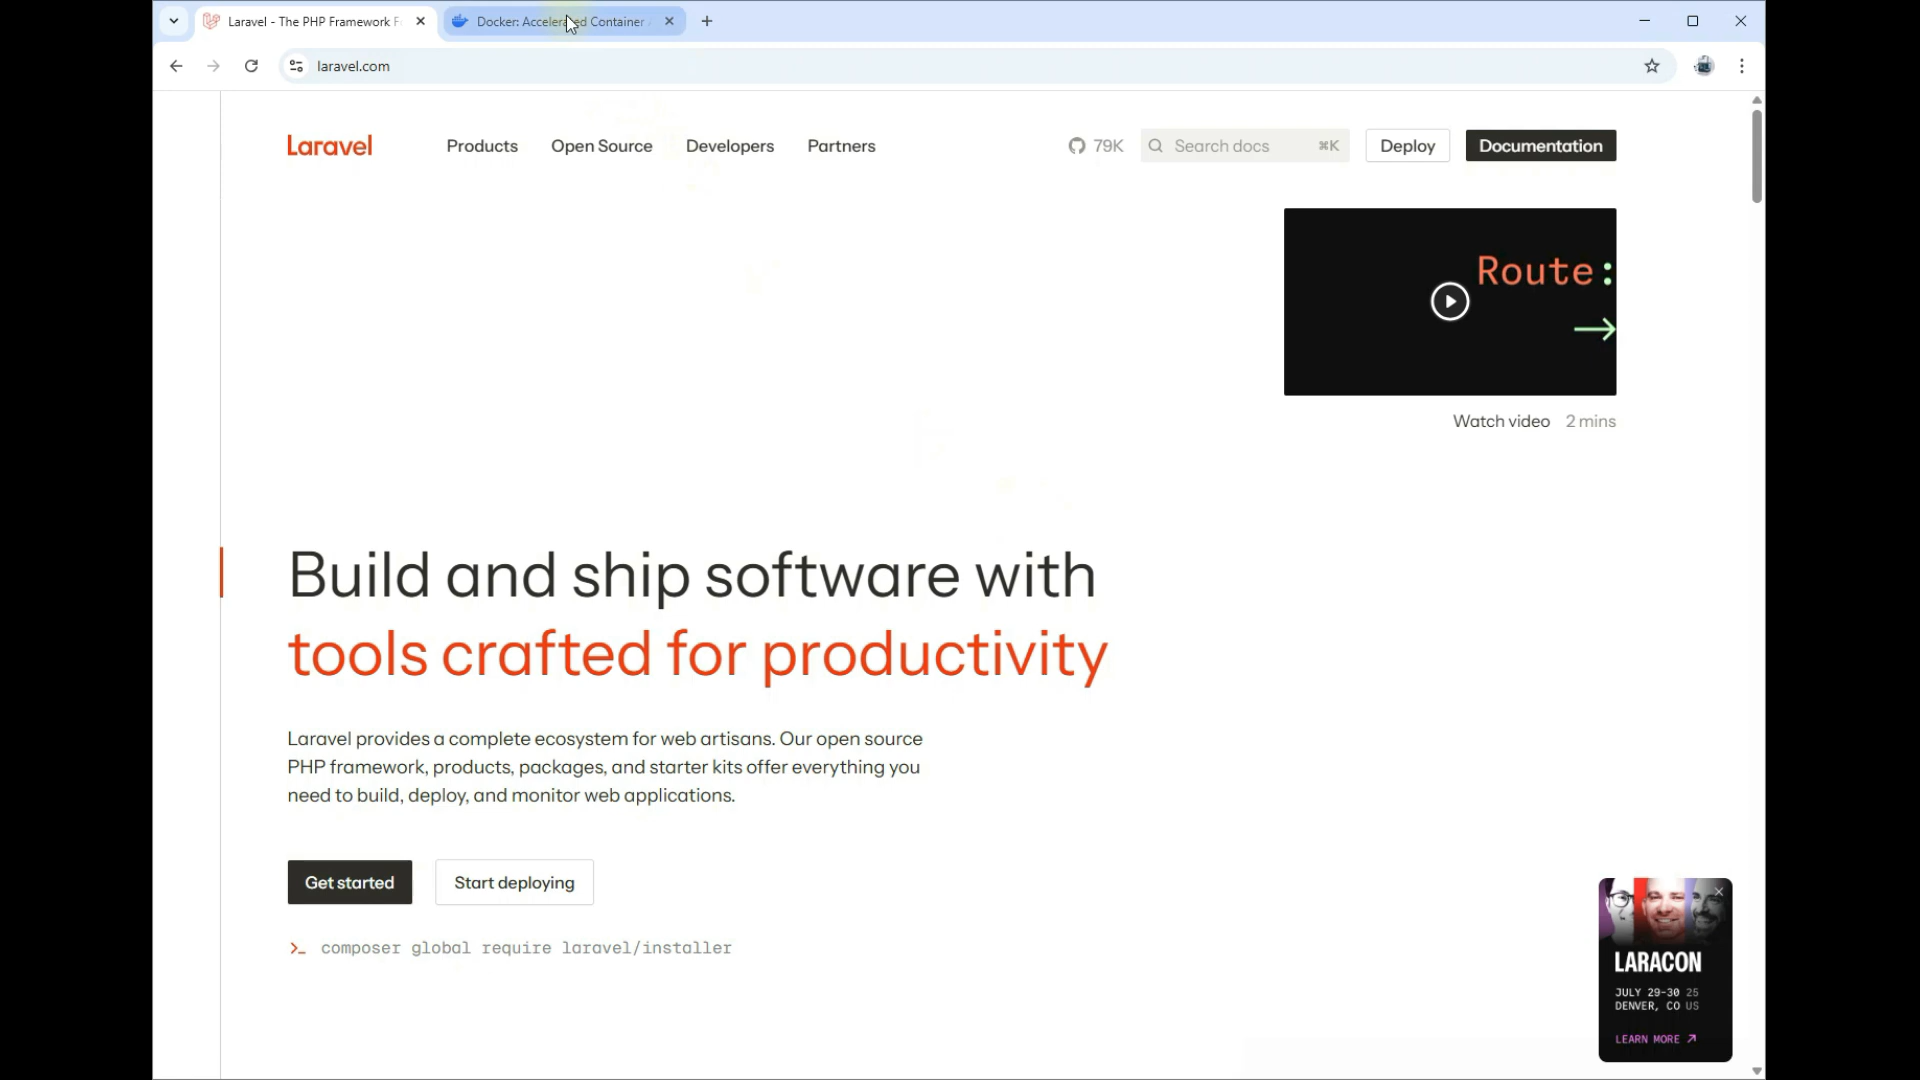 Laravel - The PHP Framework F
Docker: Accelerated Container
laravel.com
Laravel
Products
Open Source
Developers
Partners
79K
Search docs
⌘K
Deploy
Documentation
Route:
Watch video 2 mins
Build and ship software with
tools crafted for productivity
Laravel provides a complete ecosystem for web artisans. Our open source
PHP framework, products, packages, and starter kits offer everything you
need to build, deploy, and monitor web applications.
Get started
Start deploying
>_ composer global require laravel/installer
LARACON
JULY 29-30 25
DENVER, CO US
LEARN MORE